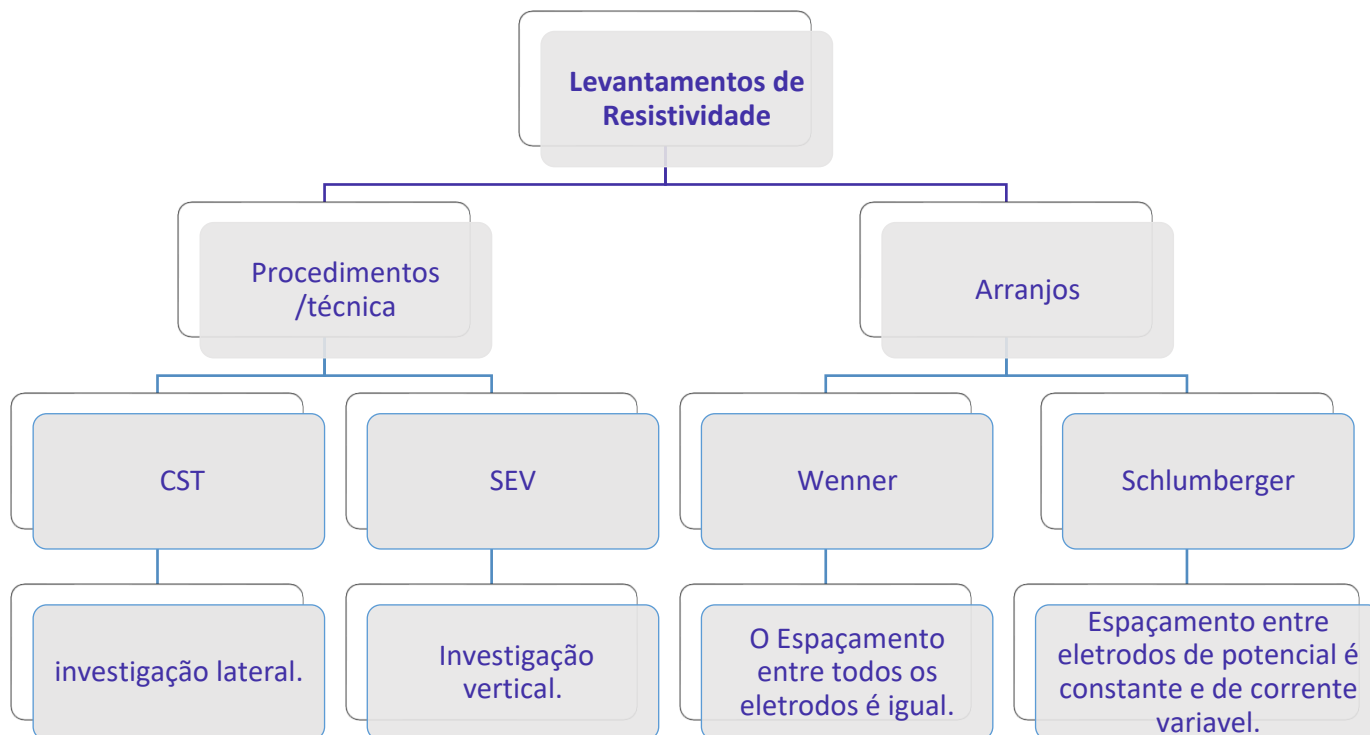 Levantamentos de
Resistividade
Procedimentos
/técnica
Arranjos
CST
SEV
Wenner
Schlumberger
investigação lateral.
Investigação
vertical.
O Espaçamento
entre todos os
eletrodos é igual.
Espaçamento entre
eletrodos de potencial é
constante e de corrente
variavel.